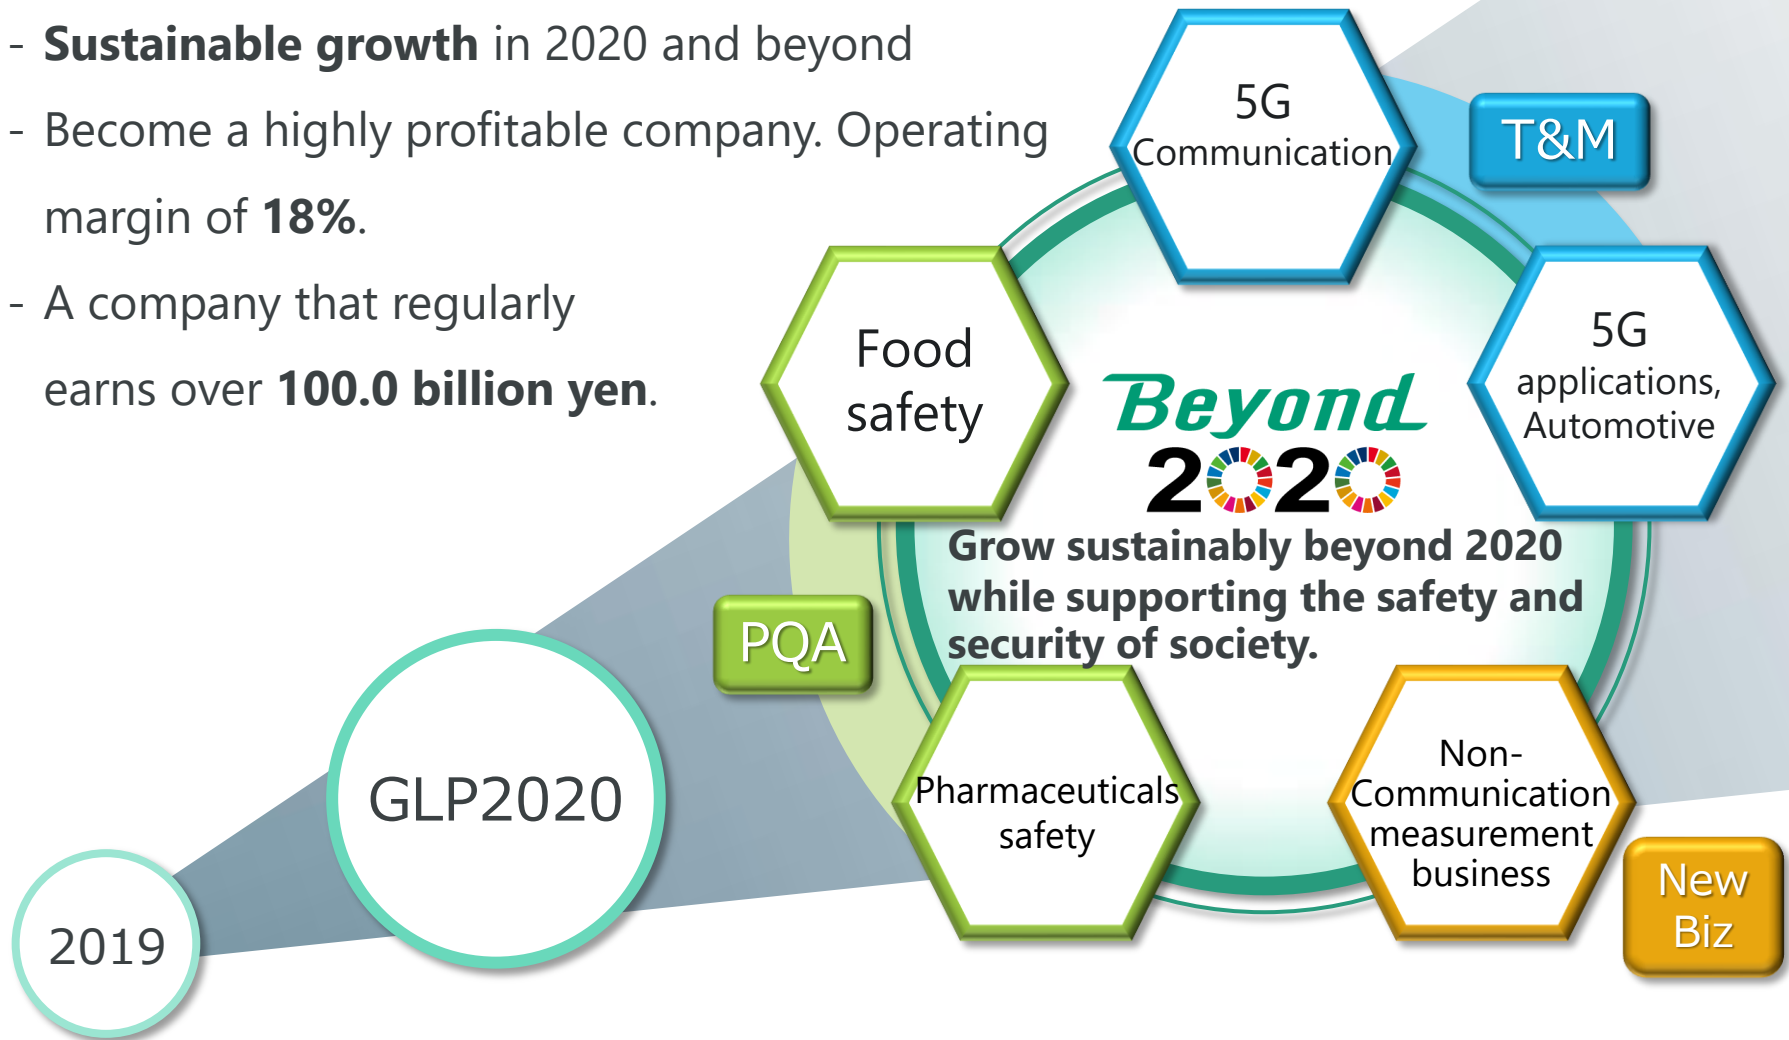 - Sustainable growth in 2020 and beyond
- Become a highly profitable company. Operating
margin of 18%.
- A company that regularly
earns over 100.0 billion yen.
5G
Communication
T&M
Food
safety
5G
applications,
Automotive
Beyond
2020
Grow sustainably beyond 2020
while supporting the safety and
security of society.
PQA
Pharmaceuticals
safety
Non-
Communication
measurement
business
New
Biz
GLP2020
2019